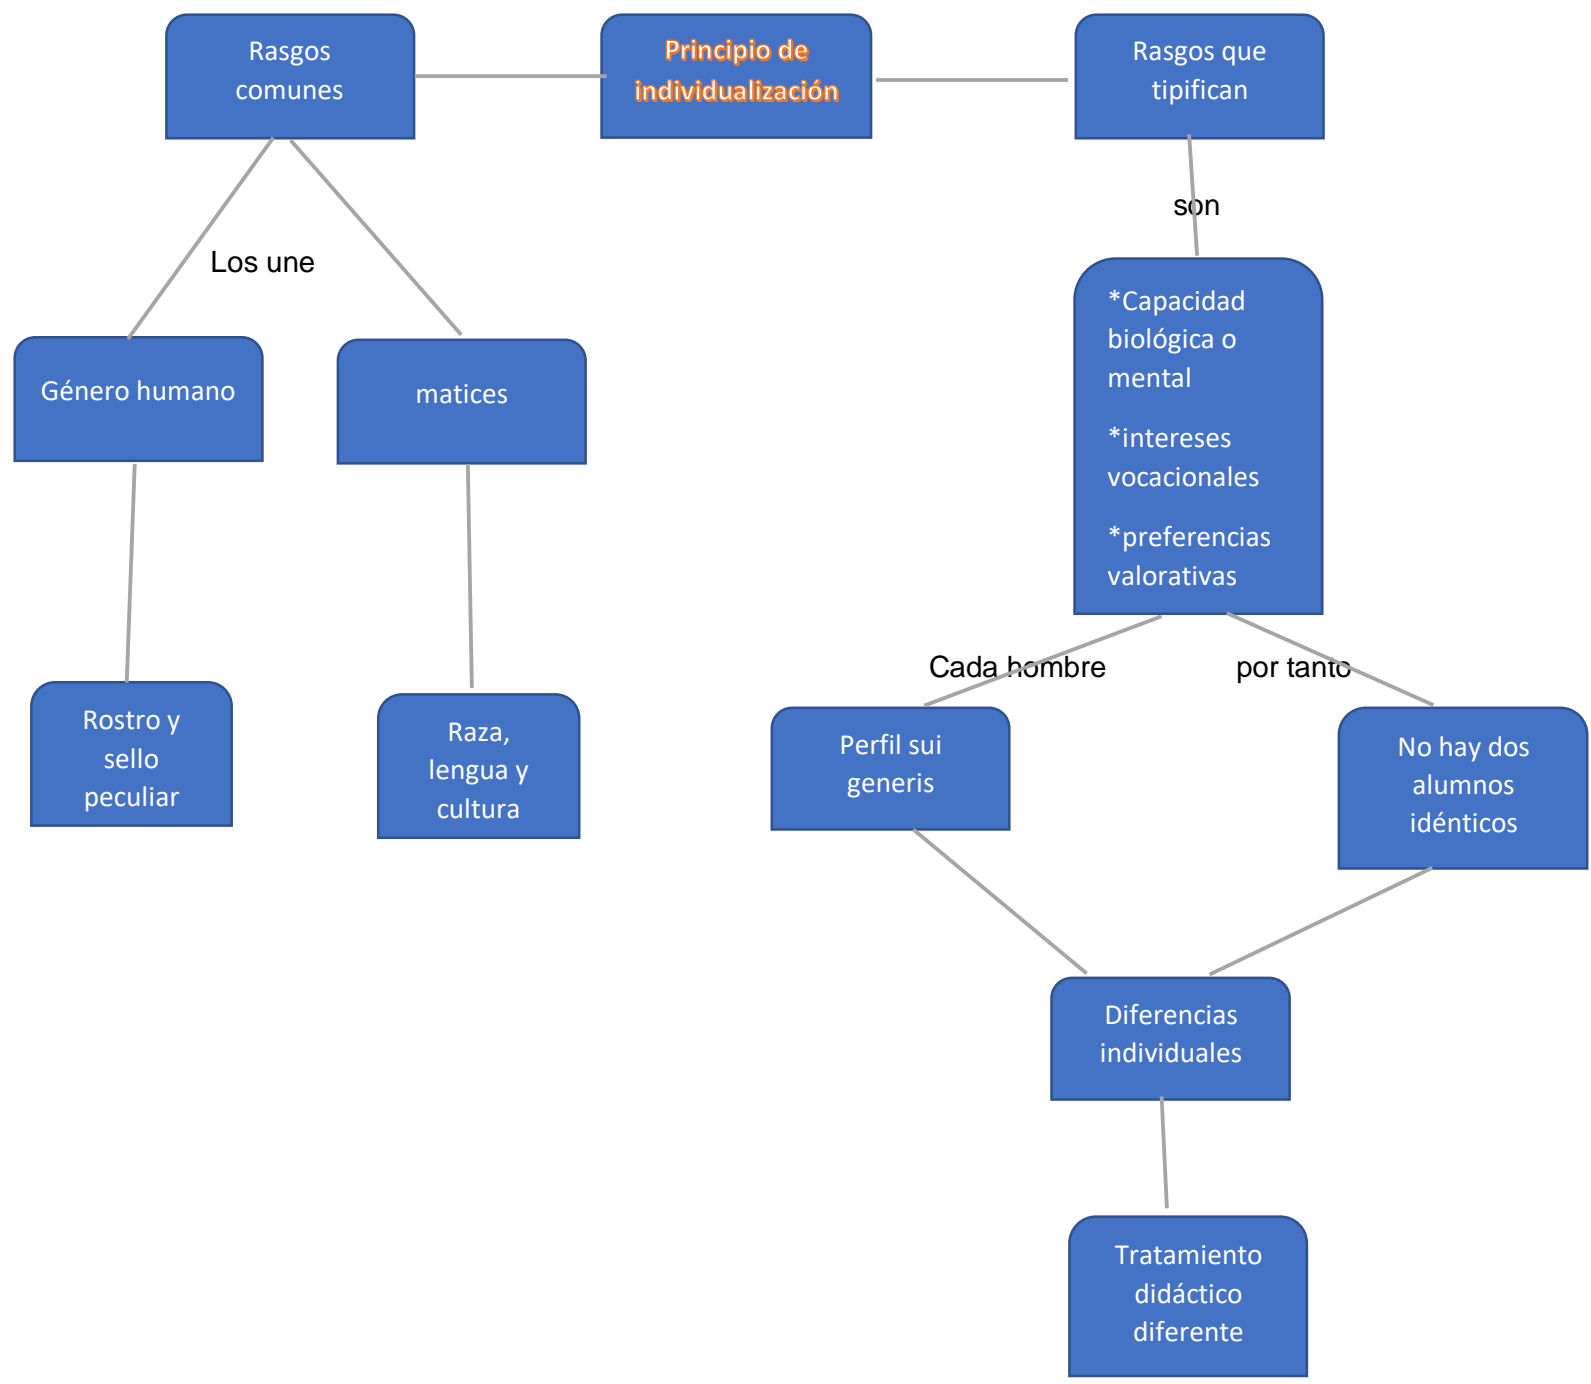 Rasgos
comunes
Principio de
individualización
Rasgos que
tipifican
son
Los une
*Capacidad
biológica o
mental
*intereses
vocacionales
*preferencias
valorativas
Género humano
matices
Cada hombre
por tanto
Rostro y
sello
peculiar
Raza,
lengua y
cultura
Perfil sui
generis
No hay dos
alumnos
idénticos
Diferencias
individuales
Tratamiento
didáctico
diferente